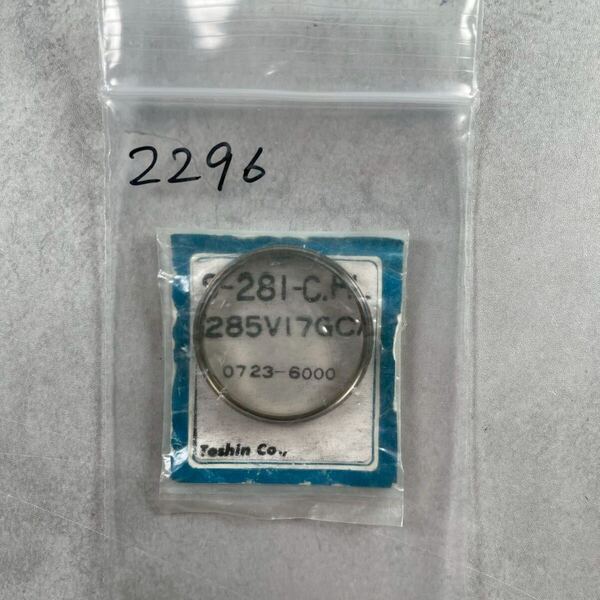 2296
-281-C.H.L
285V17GCA
0723-6000
Toshin Co.,